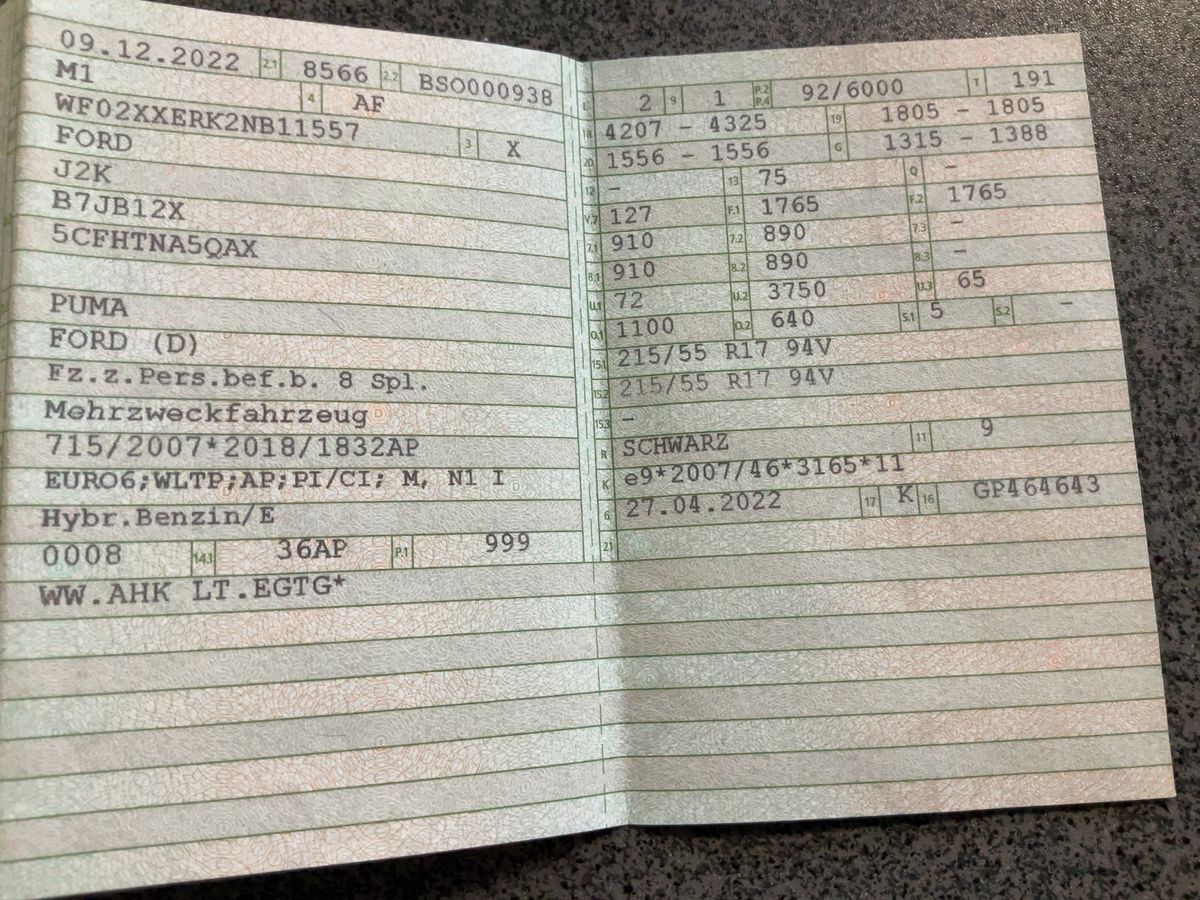 09.12.2022 2.1 8566 2.2 BSO000938
M1 4 AF
WF02XXERK2NB11557 3 X
FORD
J2K
B7JB12X
5CFHTNA5QAX
PUMA
FORD (D)
Fz.z.Pers.bef.b. 8 Spl.
Mehrzweckfahrzeug
715/2007*2018/1832AP
EURO6;WLTP;AP;PI/CI; M, N1 I
Hybr.Benzin/E
0008 14.1 36AP P.1 999
WW.AHK LT.EGTG*
L 2 9 1 P.2 P.4 92/6000 T 191
18 4207 - 4325 19 1805 - 1805
20 1556 - 1556 G 1315 - 1388
12 - 13 75 Q -
V.7 127 F.1 1765 F.2 1765
7.1 910 7.2 890 7.3 -
8.1 910 8.2 890 8.3 -
U.1 72 U.2 3750 U.3 65
O.1 1100 O.2 640 S.1 5 S.2 -
15.1 215/55 R17 94V
15.2 215/55 R17 94V
15.3 -
R SCHWARZ 11 9
K e9*2007/46*3165*11
6 27.04.2022 17 K 16 GP464643
21